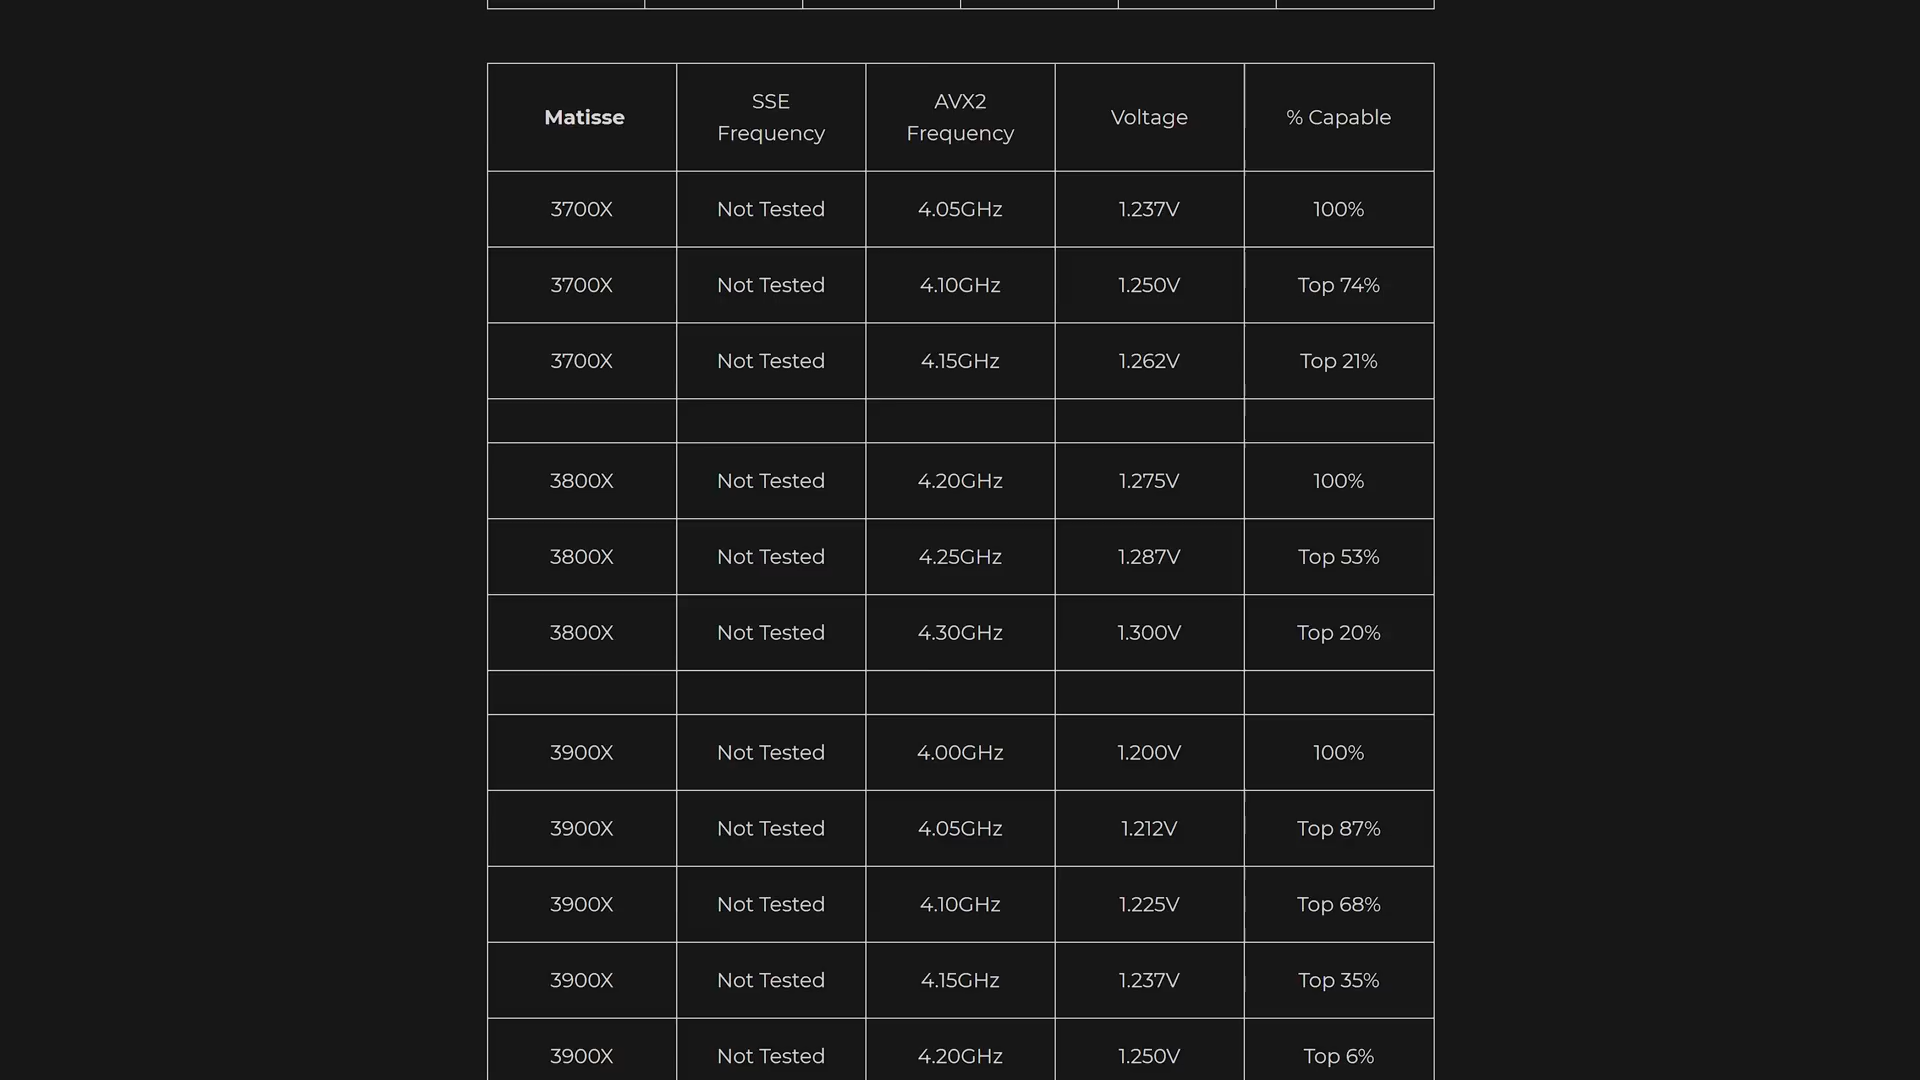 Matisse SSE Frequency AVX2 Frequency Voltage % Capable
3700X Not Tested 4.05GHz 1.237V 100%
3700X Not Tested 4.10GHz 1.250V Top 74%
3700X Not Tested 4.15GHz 1.262V Top 21%
3800X Not Tested 4.20GHz 1.275V 100%
3800X Not Tested 4.25GHz 1.287V Top 53%
3800X Not Tested 4.30GHz 1.300V Top 20%
3900X Not Tested 4.00GHz 1.200V 100%
3900X Not Tested 4.05GHz 1.212V Top 87%
3900X Not Tested 4.10GHz 1.225V Top 68%
3900X Not Tested 4.15GHz 1.237V Top 35%
3900X Not Tested 4.20GHz 1.250V Top 6%